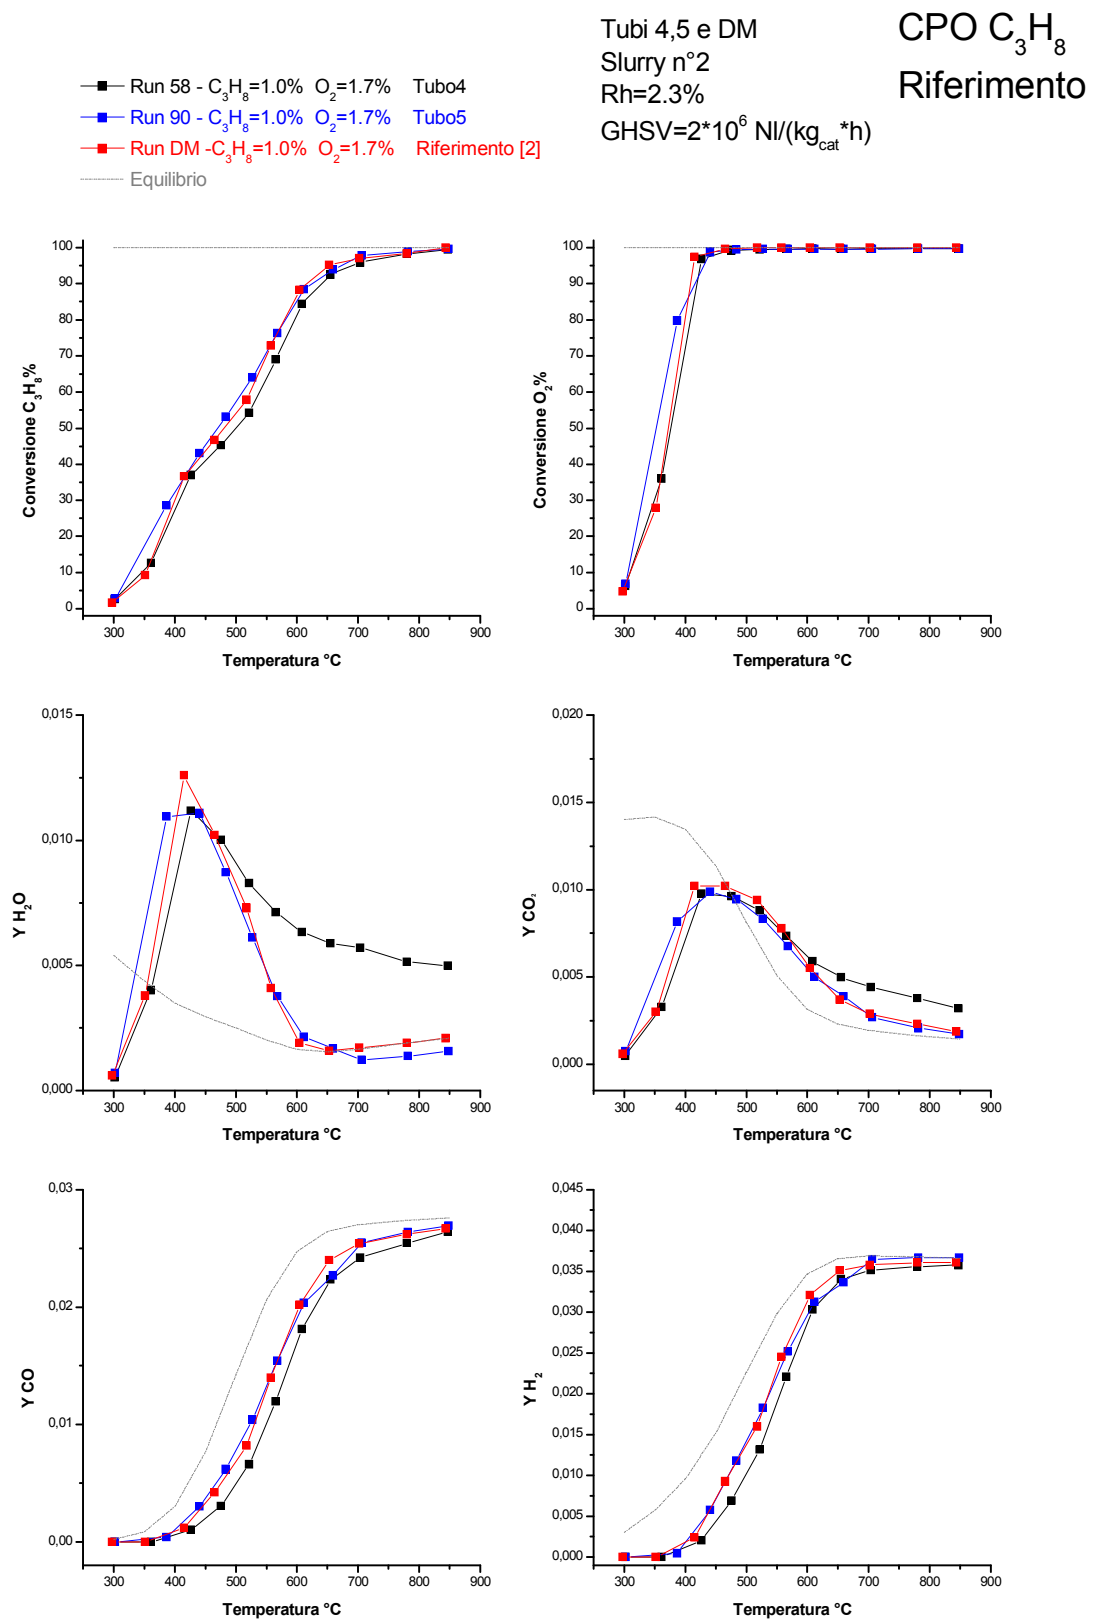 Tubi 4,5 e DM
Slurry n°2
Rh=2.3%
GHSV=2*10⁶ Nl/(kg_cat*h)
CPO C₃H₈
Riferimento
Run 58 - C₃H₈=1.0% O₂=1.7% Tubo4
Run 90 - C₃H₈=1.0% O₂=1.7% Tubo5
Run DM -C₃H₈=1.0% O₂=1.7% Riferimento [2]
Equilibrio
Conversione C₃H₈%
100
90
80
70
60
50
40
30
20
10
0
300 400 500 600 700 800 900
Temperatura °C
Conversione O₂%
100
90
80
70
60
50
40
30
20
10
0
300 400 500 600 700 800 900
Temperatura °C
Y H₂O
0,015
0,010
0,005
0,000
300 400 500 600 700 800 900
Temperatura °C
Y CO₂
0,020
0,015
0,010
0,005
0,000
300 400 500 600 700 800 900
Temperatura °C
Y CO
0,03
0,02
0,01
0,00
300 400 500 600 700 800 900
Temperatura °C
Y H₂
0,045
0,040
0,035
0,030
0,025
0,020
0,015
0,010
0,005
0,000
300 400 500 600 700 800 900
Temperatura °C